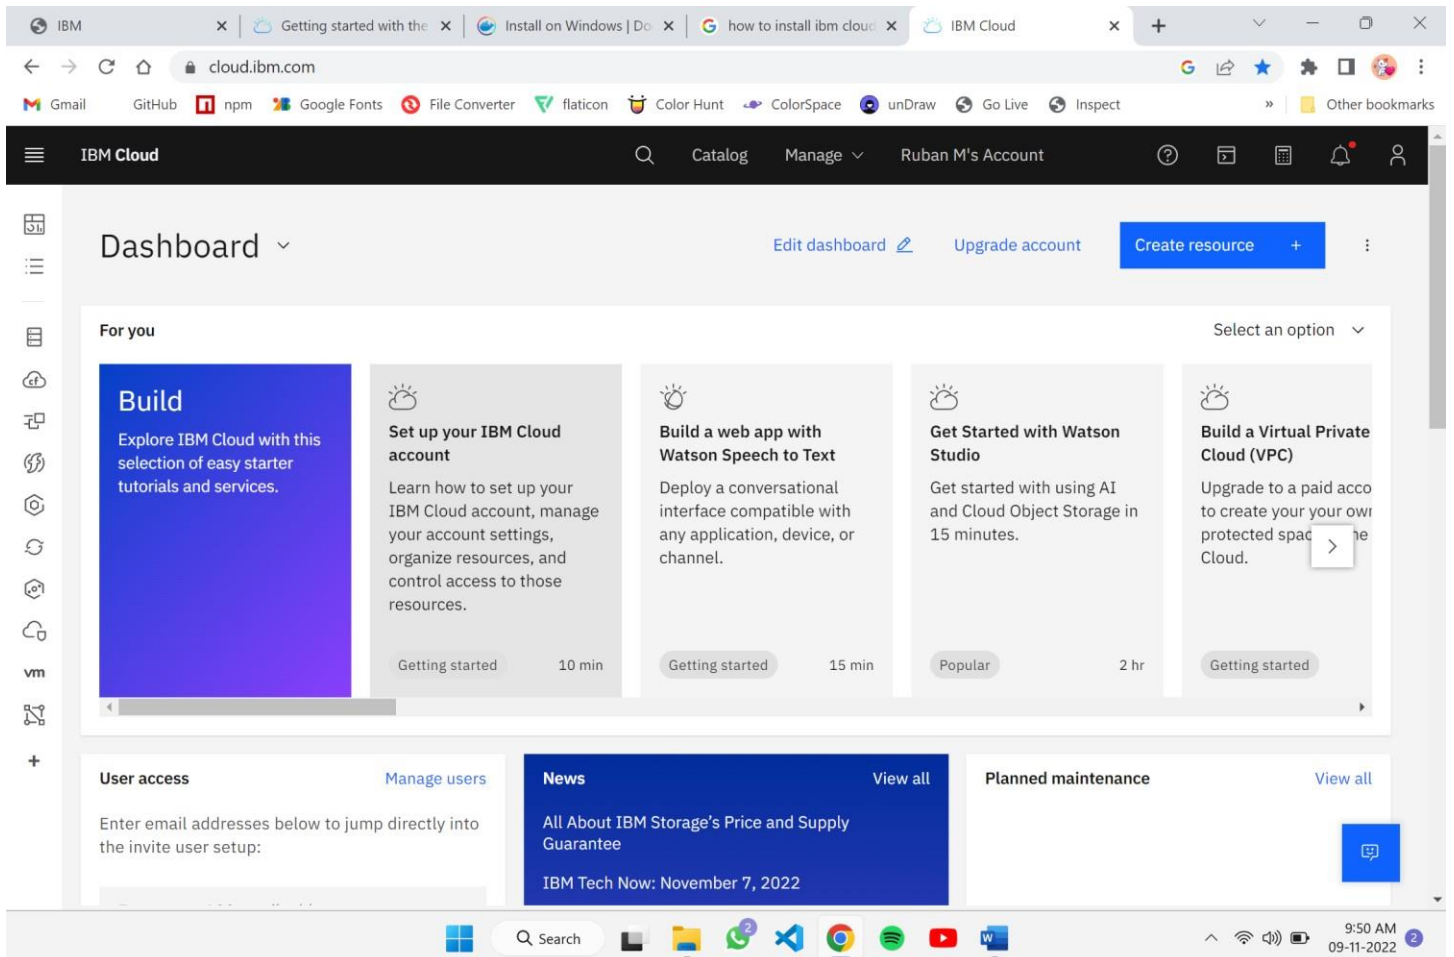 IBM
Getting started with the
Install on Windows | Do
how to install ibm cloud
IBM Cloud
cloud.ibm.com
Gmail
GitHub
npm
Google Fonts
File Converter
flaticon
Color Hunt
ColorSpace
unDraw
Go Live
Inspect
»
Other bookmarks
IBM Cloud
Catalog
Manage
Ruban M's Account
Dashboard
Edit dashboard
Upgrade account
Create resource +
For you
Select an option
Build
Explore IBM Cloud with this
selection of easy starter
tutorials and services.
Set up your IBM Cloud
account
Learn how to set up your
IBM Cloud account, manage
your account settings,
organize resources, and
control access to those
resources.
Getting started
10 min
Build a web app with
Watson Speech to Text
Deploy a conversational
interface compatible with
any application, device, or
channel.
Getting started
15 min
Get Started with Watson
Studio
Get started with using AI
and Cloud Object Storage in
15 minutes.
Popular
2 hr
Build a Virtual Private
Cloud (VPC)
Upgrade to a paid acco
to create your your own
protected spac
Cloud.
Getting started
cf
vm
User access
Manage users
Enter email addresses below to jump directly into
the invite user setup:
News
View all
All About IBM Storage's Price and Supply
Guarantee
IBM Tech Now: November 7, 2022
Planned maintenance
View all
Search
2
9:50 AM
09-11-2022
2